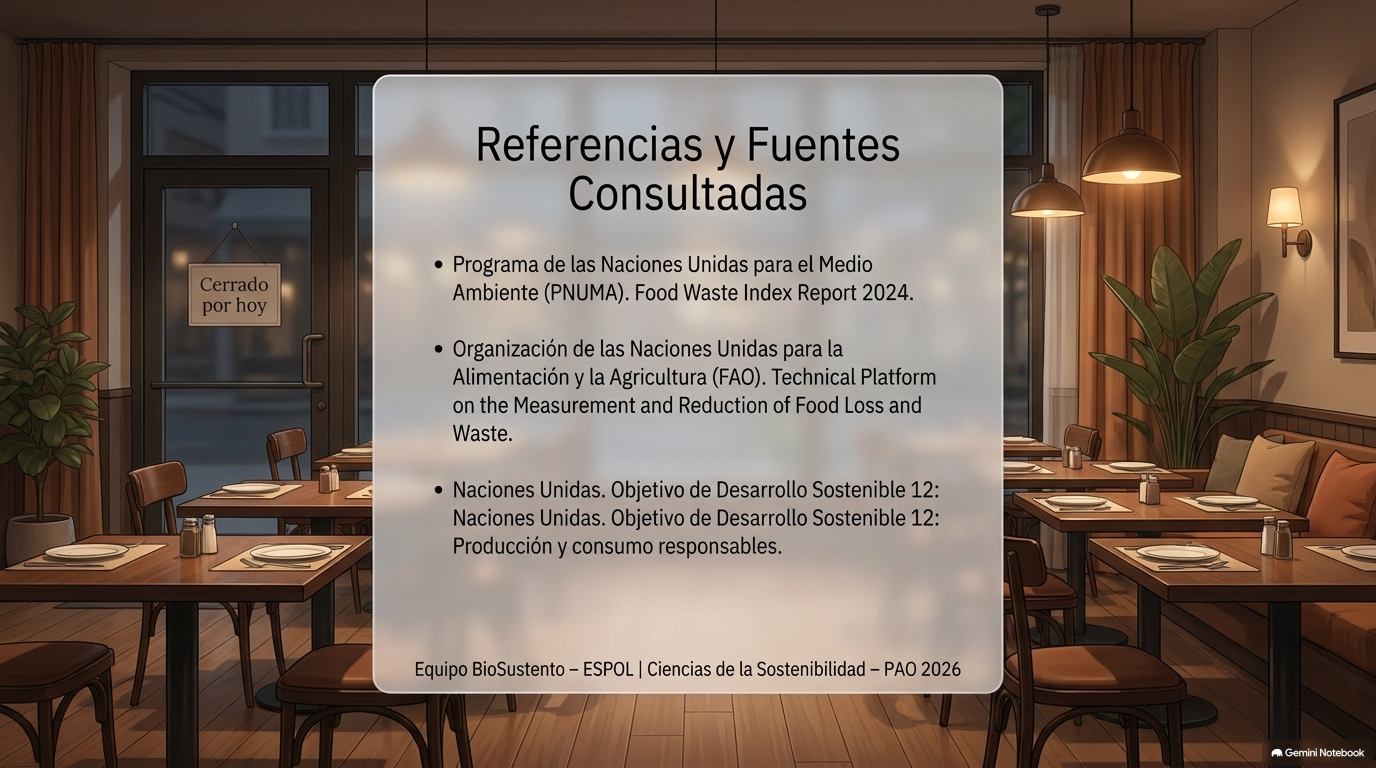 Referencias y Fuentes
Consultadas
Cerrado
por hoy
• Programa de las Naciones Unidas para el Medio
Ambiente (PNUMA). Food Waste Index Report 2024.
• Organización de las Naciones Unidas para la
Alimentación y la Agricultura (FAO). Technical Platform
on the Measurement and Reduction of Food Loss and
Waste.
• Naciones Unidas. Objetivo de Desarrollo Sostenible 12:
Naciones Unidas. Objetivo de Desarrollo Sostenible 12:
Producción y consumo responsables.
Equipo BioSustento – ESPOL | Ciencias de la Sostenibilidad – PAO 2026
Gemini Notebook